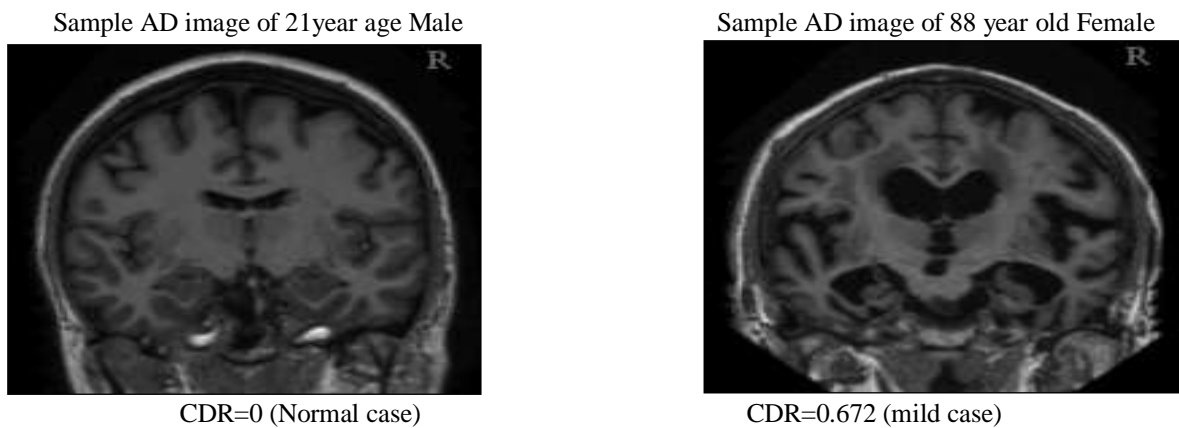 Sample AD image of 21year age Male
Sample AD image of 88 year old Female
R
R
CDR=0 (Normal case)
CDR=0.672 (mild case)